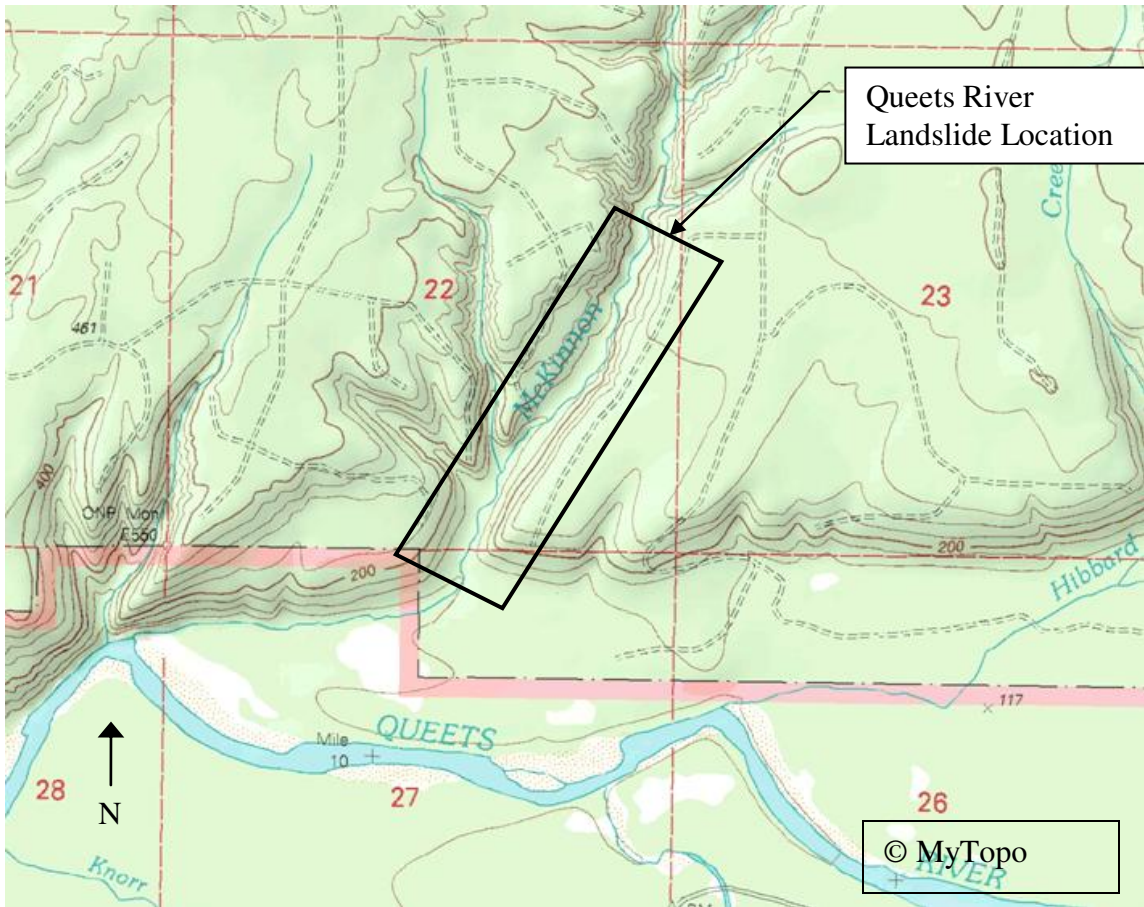 Queets River
Landslide Location
Cree
21
22
23
McKinnon
461
400
ONP Mon
E550
200
200
Hibbard
117
QUEETS
Mile
10
28
N
27
26
Knorr
© MyTopo
RIVER